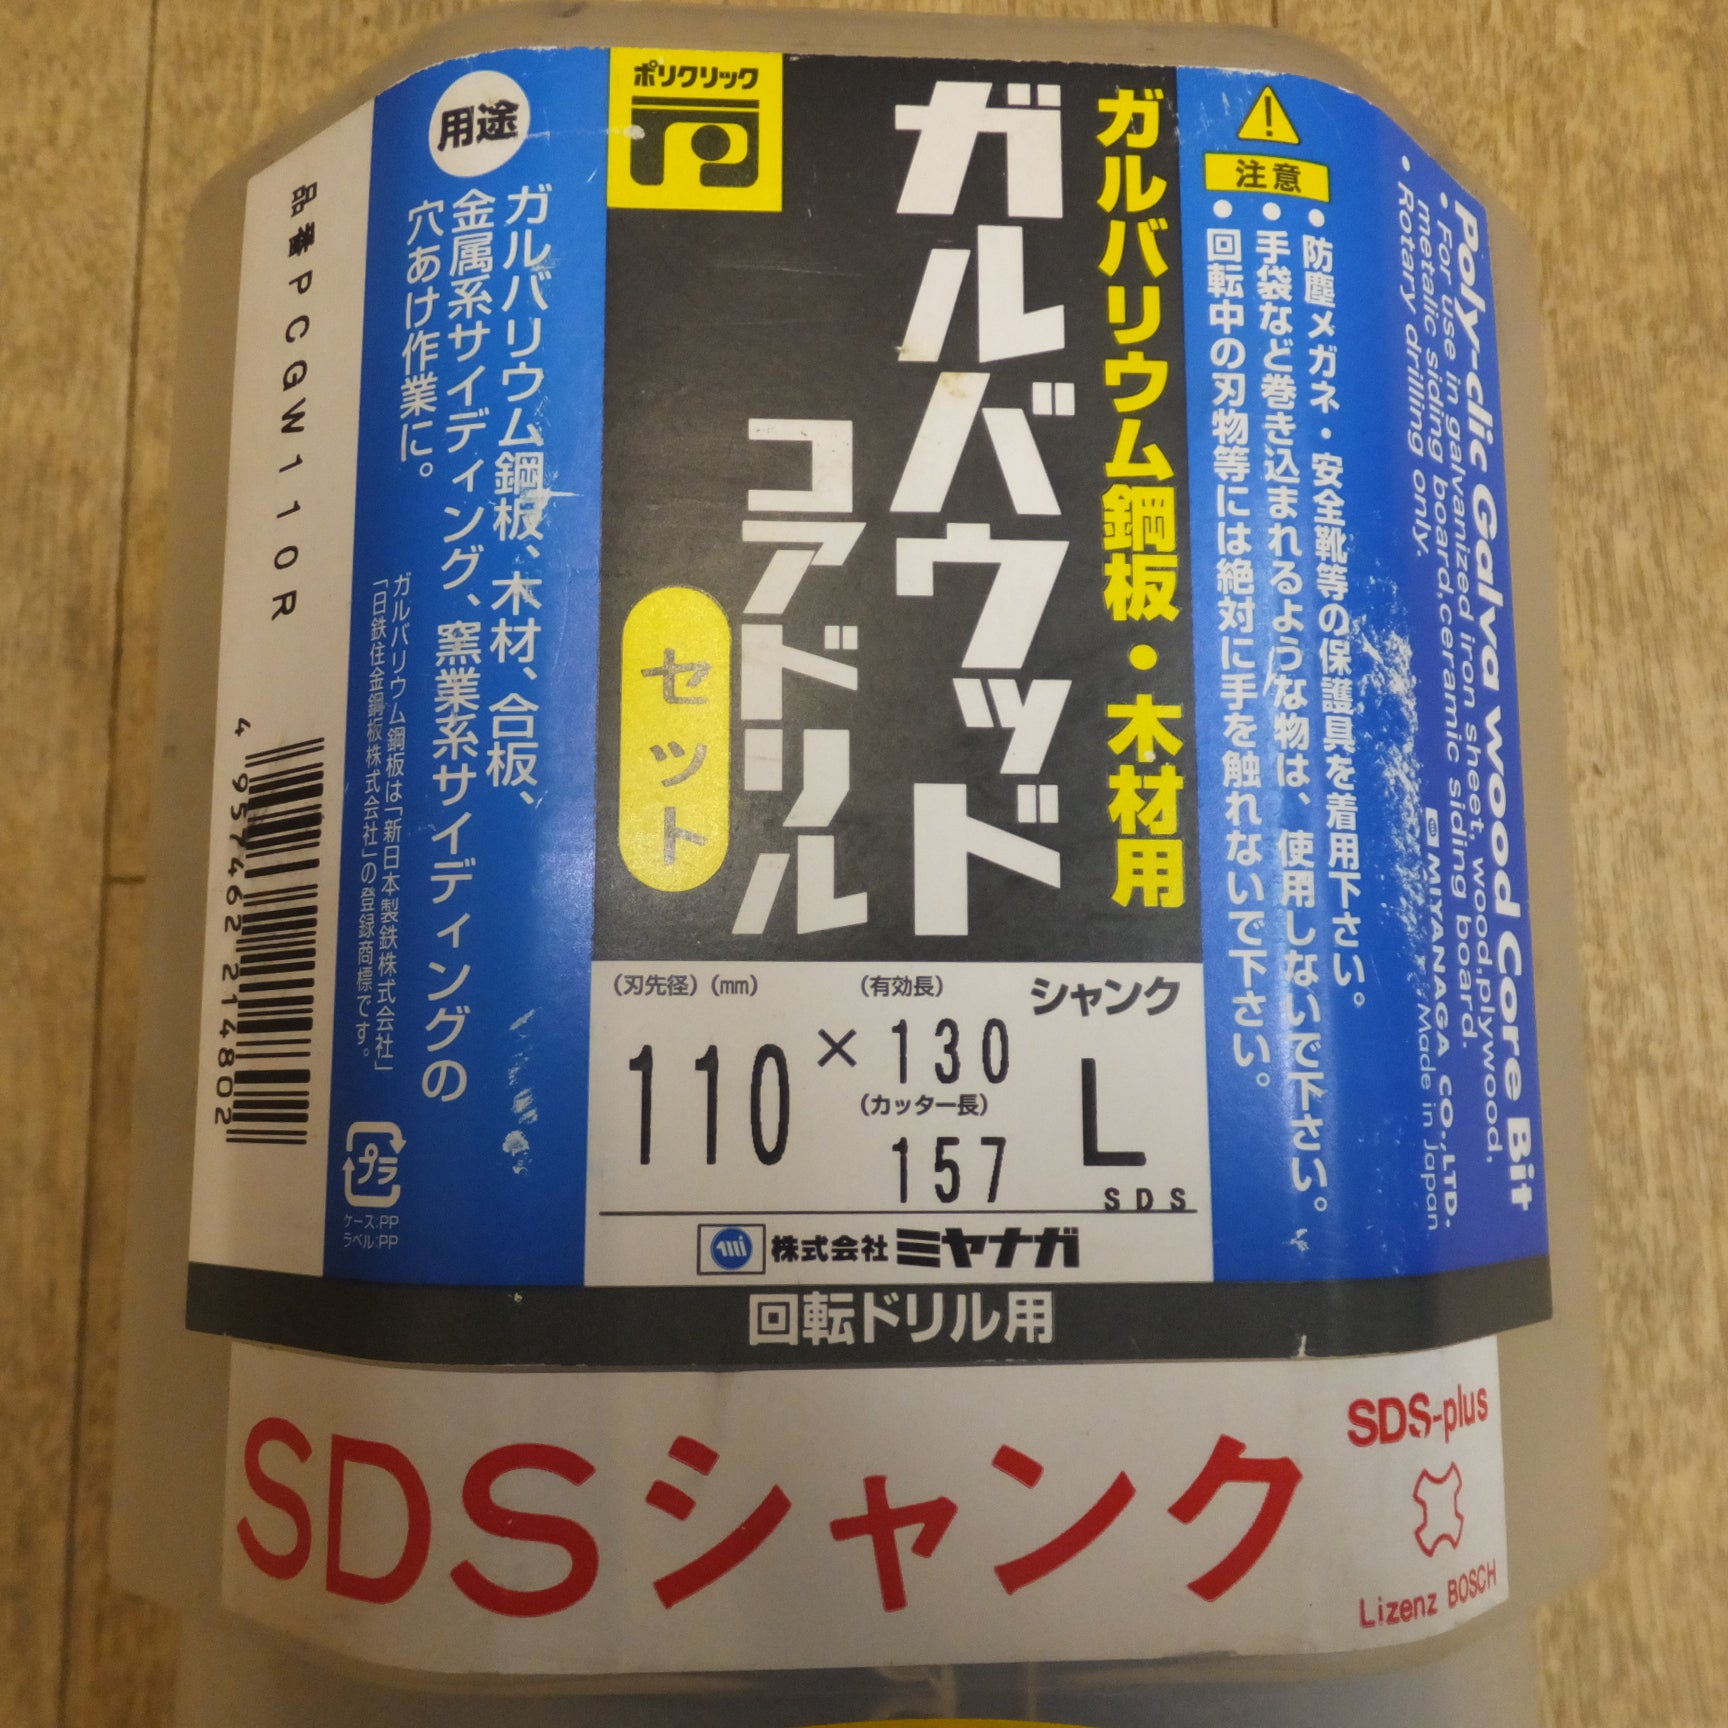 Poly-clic Galva wood Core Bit
• For use in galvanized iron sheet, wood,plywood,
metalic siding board,ceramic siding board.
• Rotary drilling only.
MIYANAGA CO.,LTD.
Made in Japan
注意
●防塵メガネ・安全靴等の保護具を着用下さい。
●手袋など巻き込まれるような物は、使用しないで下さい。
●回転中の刃物等には絶対に手を触れないで下さい。
ガルバリウム鋼板・木材用
ガルバウッド
コアドリル
セット
ポリクリック
(刃先径)(mm)
(有効長)
シャンク
110×130
(カッター長)
157
L
SDS
mi
株式会社ミヤナガ
用途
ガルバリウム鋼板、木材、合板、
金属系サイディング、窯業系サイディングの
穴あけ作業に。
ガルバリウム鋼板は「新日本製鉄株式会社」
「日鉄住金鋼板株式会社」の登録商標です。
プラ
ケース:PP
ラベル:PP
品番PCGW110R
4 957462 214802
回転ドリル用
SDSシャンク
SDS-plus
Lizenz BOSCH